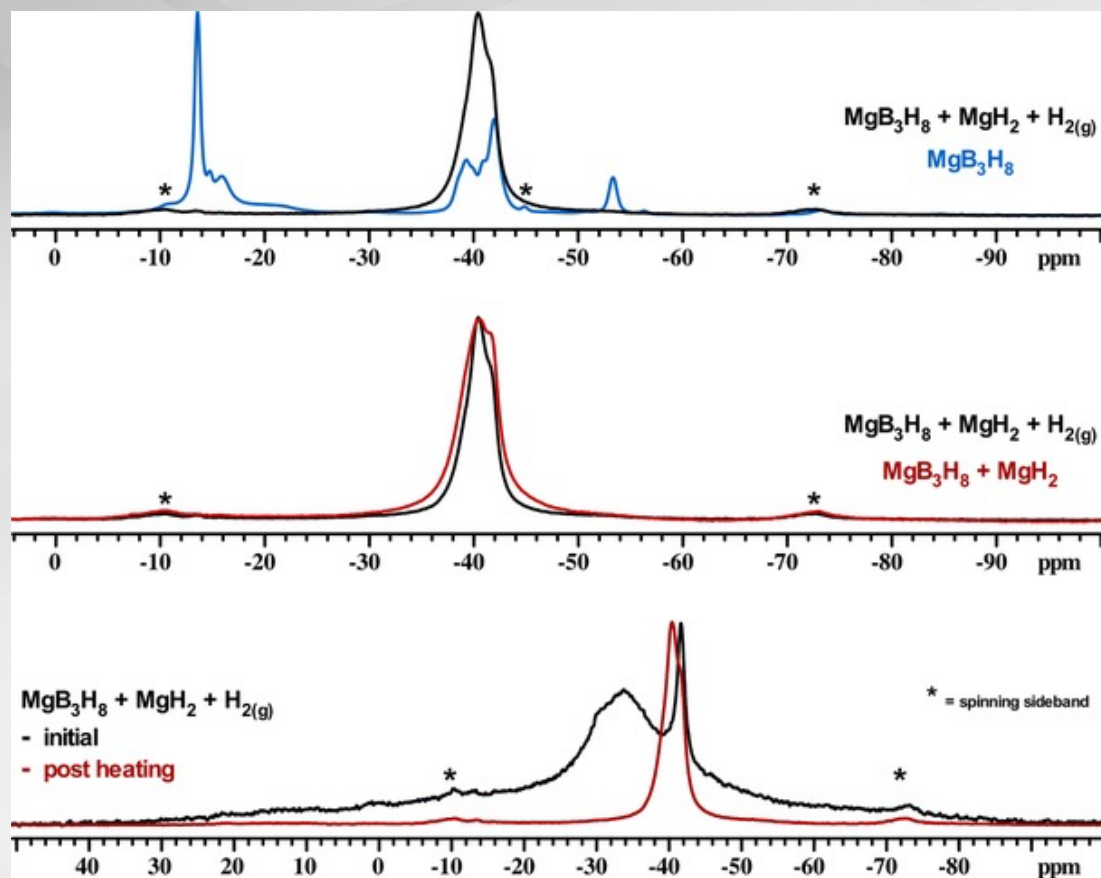 MgB3H8 + MgH2 + H2(g)
MgB3H8
*
*
*
0 -10 -20 -30 -40 -50 -60 -70 -80 -90 ppm
MgB3H8 + MgH2 + H2(g)
MgB3H8 + MgH2
*
*
0 -10 -20 -30 -40 -50 -60 -70 -80 -90 ppm
MgB3H8 + MgH2 + H2(g)
- initial
- post heating
* = spinning sideband
*
*
40 30 20 10 0 -10 -20 -30 -40 -50 -60 -70 -80 ppm